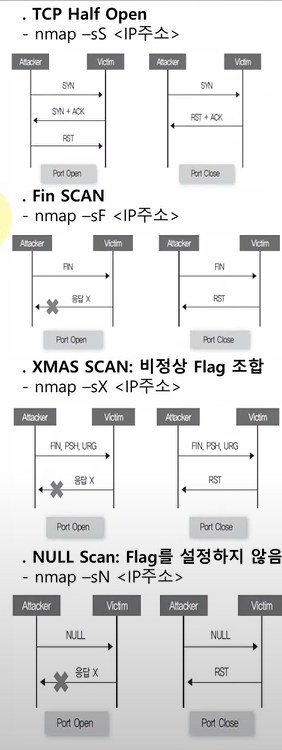 . TCP Half Open
- nmap –sS <IP주소>
Attacker Victim Attacker Victim
SYN SYN
SYN + ACK RST + ACK
RST
Port Open Port Close
. Fin SCAN
- nmap –sF <IP주소>
Attacker Victim Attacker Victim
FIN FIN
응답 X RST
Port Open Port Close
. XMAS SCAN: 비정상 Flag 조합
- nmap –sX <IP주소>
Attacker Victim Attacker Victim
FIN, PSH, URG FIN, PSH, URG
응답 X RST
Port Open Port Close
. NULL Scan: Flag를 설정하지 않음
- nmap –sN <IP주소>
Attacker Victim Attacker Victim
NULL NULL
응답 X RST
Port Open Port Close